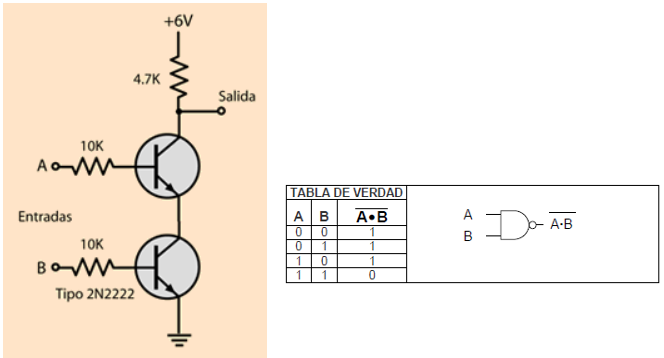 +6V
4.7K
Salida
10K
A
Entradas
10K
B
Tipo 2N2222
TABLA DE VERDAD
A B A•B
0 0 1
0 1 1
1 0 1
1 1 0
A
B
A·B